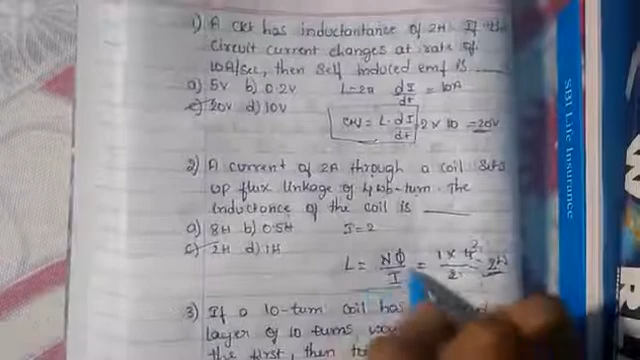 1) A ckt has inductantance of 2H. If the
circuit current changes at rate of
10A/sec, then self induced emf is ____
a) 5V b) 0.2V L=2H dI/dt = 10A
c) 20V d) 10V
EMF = L. dI/dt = 2 × 10 = 20V
2) A current of 2A through a coil sets
up flux linkage of 4 wb-turn. The
inductance of the coil is ____
a) 8H b) 0.5H I=2
c) 2H d) 1H
L = NΦ/I = 1 × 4/2 = 2H
3) If a 10-turn coil has
layer of 10 turns
the first, then
SBI Life Insurance